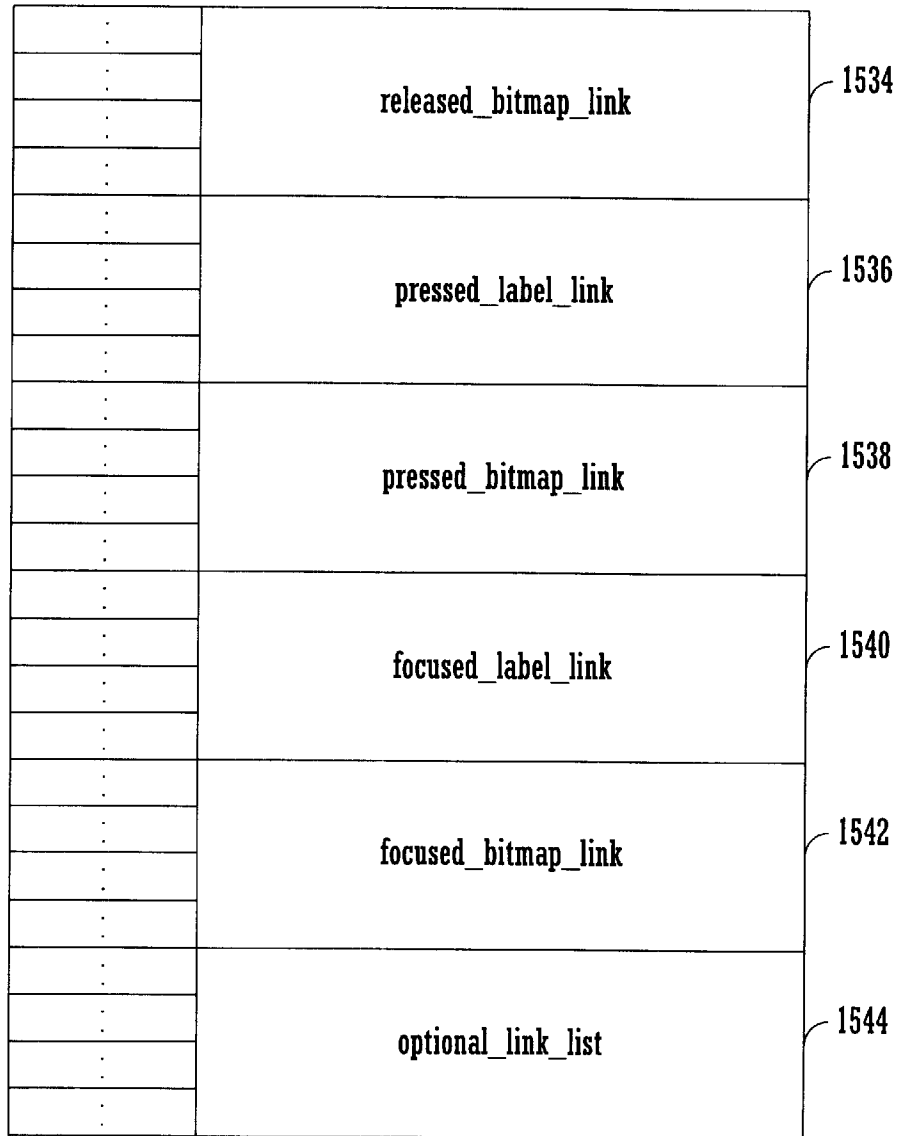 released_bitmap_link 1534
pressed_label_link 1536
pressed_bitmap_link 1538
focused_label_link 1540
focused_bitmap_link 1542
optional_link_list 1544